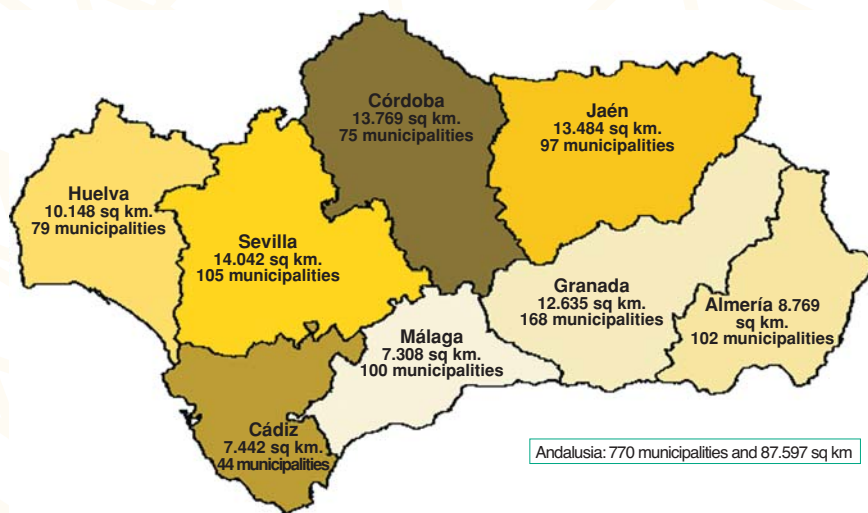 Córdoba
13.769 sq km.
75 municipalities
Jaén
13.484 sq km.
97 municipalities
Huelva
10.148 sq km.
79 municipalities
Sevilla
14.042 sq km.
105 municipalities
Granada
12.635 sq km.
168 municipalities
Almería 8.769
sq km.
102 municipalities
Málaga
7.308 sq km.
100 municipalities
Cádiz
7.442 sq km.
44 municipalities
Andalusia: 770 municipalities and 87.597 sq km